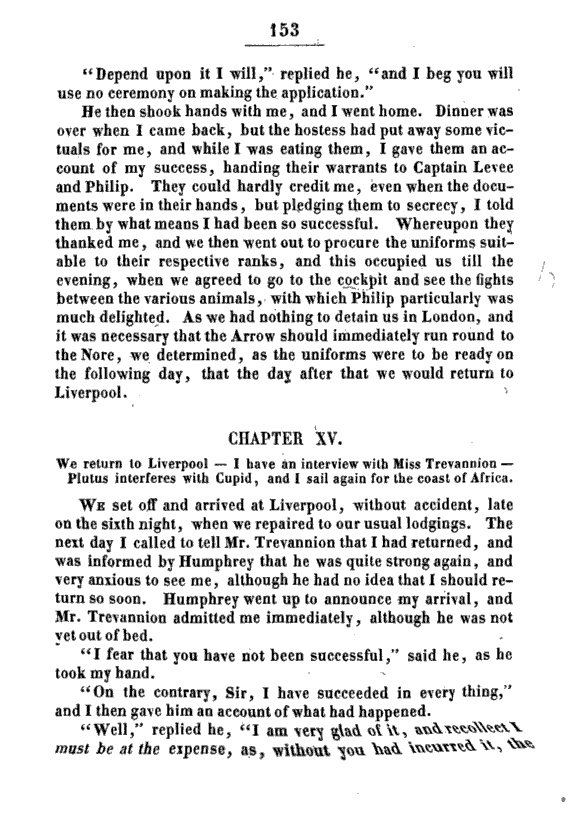 153
“Depend upon it I will,” replied he, “and I beg you will
use no ceremony on making the application.”
He then shook hands with me, and I went home. Dinner was
over when I came back, but the hostess had put away some vic-
tuals for me, and while I was eating them, I gave them an ac-
count of my success, handing their warrants to Captain Levee
and Philip. They could hardly credit me, even when the docu-
ments were in their hands, but pledging them to secrecy, I told
them by what means I had been so successful. Whereupon they
thanked me, and we then went out to procure the uniforms suit-
able to their respective ranks, and this occupied us till the
evening, when we agreed to go to the cockpit and see the fights
between the various animals, with which Philip particularly was
much delighted. As we had nothing to detain us in London, and
it was necessary that the Arrow should immediately run round to
the Nore, we determined, as the uniforms were to be ready on
the following day, that the day after that we would return to
Liverpool.
CHAPTER XV.
We return to Liverpool — I have an interview with Miss Trevannion —
Plutus interferes with Cupid, and I sail again for the coast of Africa.
WE set off and arrived at Liverpool, without accident, late
on the sixth night, when we repaired to our usual lodgings. The
next day I called to tell Mr. Trevannion that I had returned, and
was informed by Humphrey that he was quite strong again, and
very anxious to see me, although he had no idea that I should re-
turn so soon. Humphrey went up to announce my arrival, and
Mr. Trevannion admitted me immediately, although he was not
yet out of bed.
“I fear that you have not been successful,” said he, as he
took my hand.
“On the contrary, Sir, I have succeeded in every thing,”
and I then gave him an account of what had happened.
“Well,” replied he, “I am very glad of it, and recollect I
must be at the expense, as, without you had incurred it, the